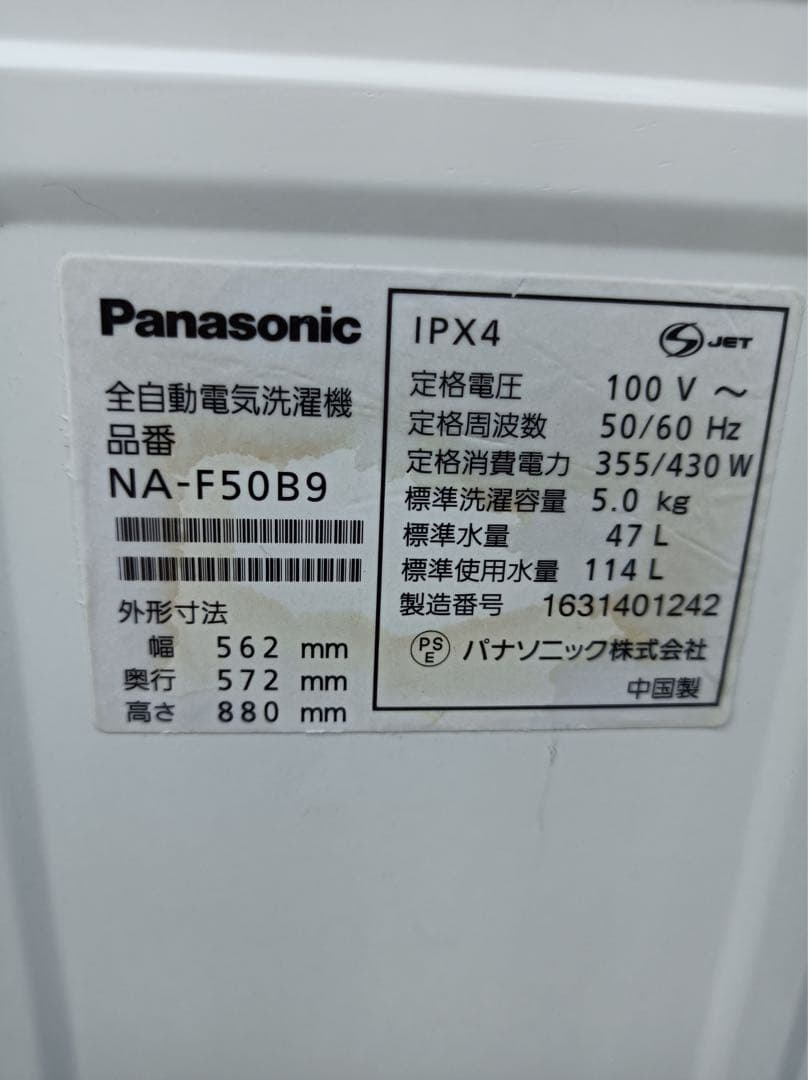 Panasonic
全自動電気洗濯機
品番
NA-F50B9
外形寸法
幅 562 mm
奥行 572 mm
高さ 880 mm
IPX4 JET
定格電圧 100 V ～
定格周波数 50/60 Hz
定格消費電力 355/430 W
標準洗濯容量 5.0 kg
標準水量 47 L
標準使用水量 114 L
製造番号 1631401242
PS E パナソニック株式会社
中国製